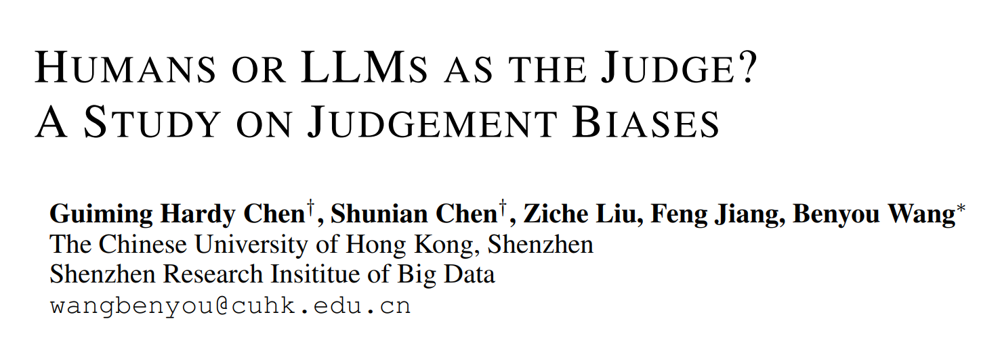 HUMANS OR LLMS AS THE JUDGE?
A STUDY ON JUDGEMENT BIASES
Guiming Hardy Chen†, Shunian Chen†, Ziche Liu, Feng Jiang, Benyou Wang*
The Chinese University of Hong Kong, Shenzhen
Shenzhen Research Insititue of Big Data
wangbenyou@cuhk.edu.cn